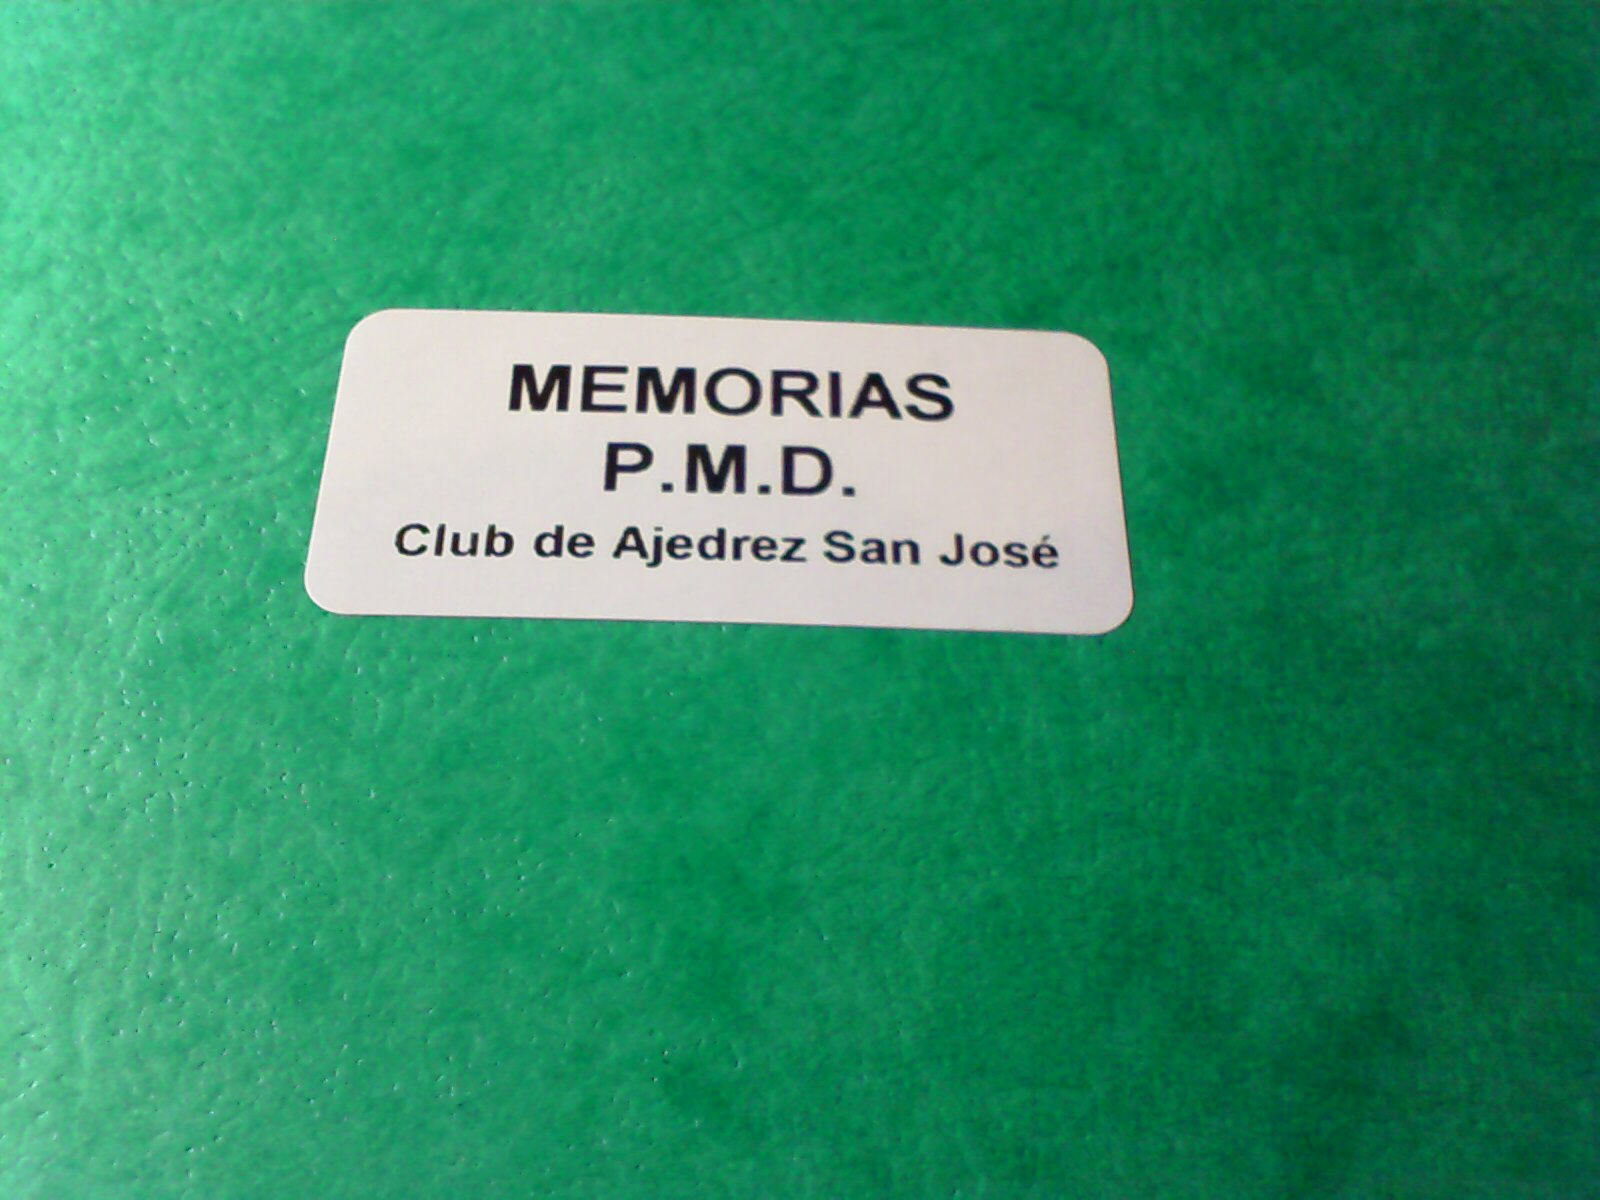 MEMORIAS
P.M.D.
Club de Ajedrez San José